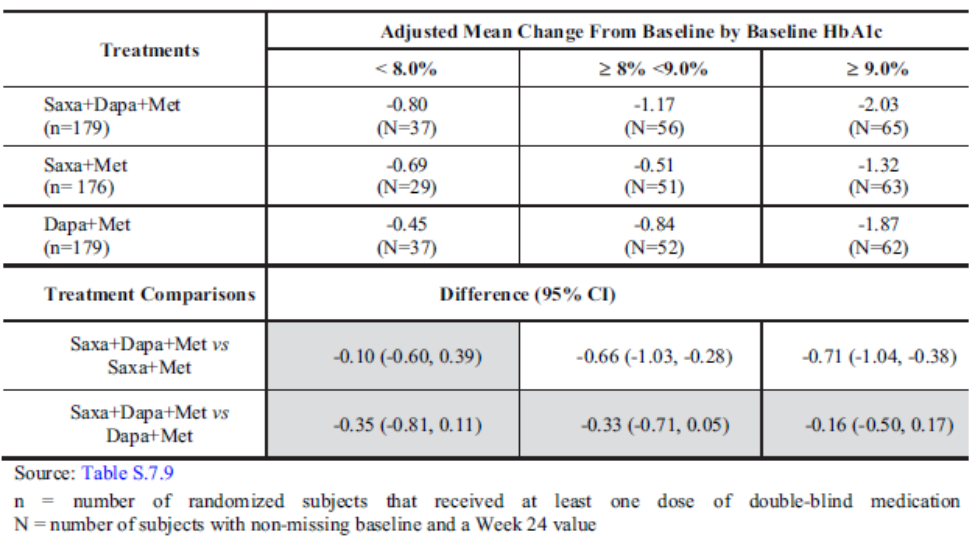 Treatments
Adjusted Mean Change From Baseline by Baseline HbA1c
< 8.0%
≥ 8% <9.0%
≥ 9.0%
Saxa+Dapa+Met
(n=179)
-0.80
(N=37)
-1.17
(N=56)
-2.03
(N=65)
Saxa+Met
(n= 176)
-0.69
(N=29)
-0.51
(N=51)
-1.32
(N=63)
Dapa+Met
(n=179)
-0.45
(N=37)
-0.84
(N=52)
-1.87
(N=62)
Treatment Comparisons
Difference (95% CI)
Saxa+Dapa+Met vs
Saxa+Met
-0.10 (-0.60, 0.39)
-0.66 (-1.03, -0.28)
-0.71 (-1.04, -0.38)
Saxa+Dapa+Met vs
Dapa+Met
-0.35 (-0.81, 0.11)
-0.33 (-0.71, 0.05)
-0.16 (-0.50, 0.17)
Source: Table S.7.9
n = number of randomized subjects that received at least one dose of double-blind medication
N = number of subjects with non-missing baseline and a Week 24 value